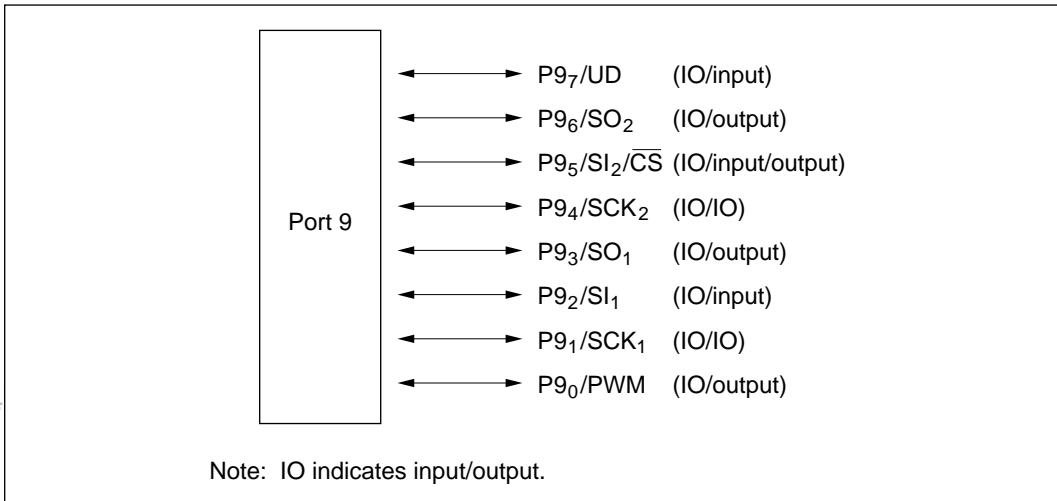 P9₇/UD (IO/input)
P9₆/SO₂ (IO/output)
P9₅/SI₂/C̅S̅ (IO/input/output)
P9₄/SCK₂ (IO/IO)
Port 9
P9₃/SO₁ (IO/output)
P9₂/SI₁ (IO/input)
P9₁/SCK₁ (IO/IO)
P9₀/PWM (IO/output)
Note: IO indicates input/output.